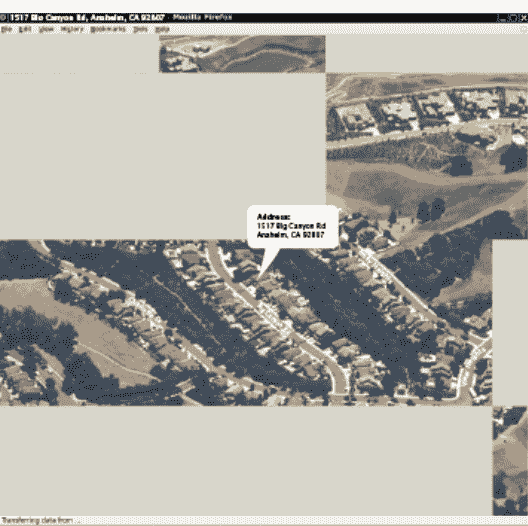 1517 Big Canyon Rd, Anaheim, CA 92807 - Mozilla Firefox
File Edit View History Bookmarks Tools Help
Address:
1517 Big Canyon Rd
Anaheim, CA 92807
Transferring data from ...